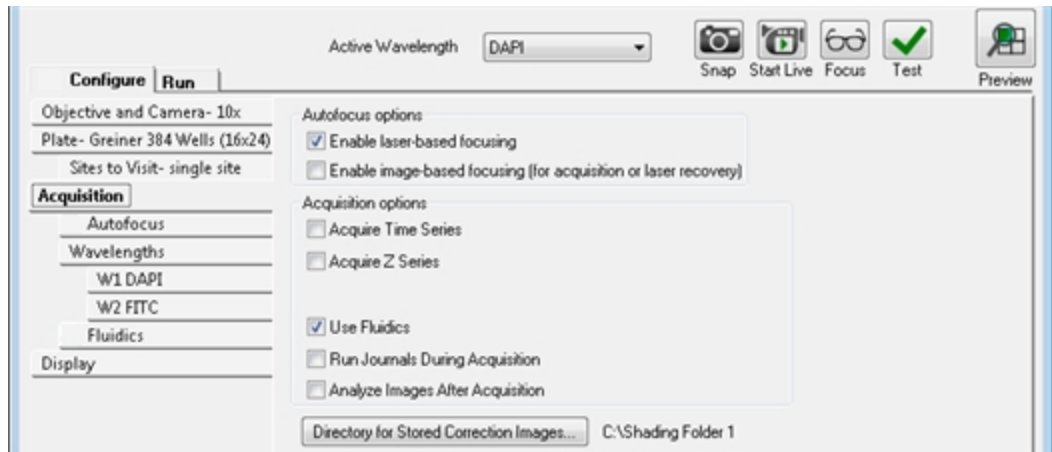 Active Wavelength DAPI
Snap Start Live Focus Test Preview
Configure Run
Objective and Camera- 10x
Plate- Greiner 384 Wells (16x24)
Sites to Visit- single site
Acquisition
Autofocus
Wavelengths
W1 DAPI
W2 FITC
Fluidics
Display
Autofocus options
Enable laser-based focusing
Enable image-based focusing (for acquisition or laser recovery)
Acquisition options
Acquire Time Series
Acquire Z Series
Use Fluidics
Run Journals During Acquisition
Analyze Images After Acquisition
Directory for Stored Correction Images... C:\Shading Folder 1